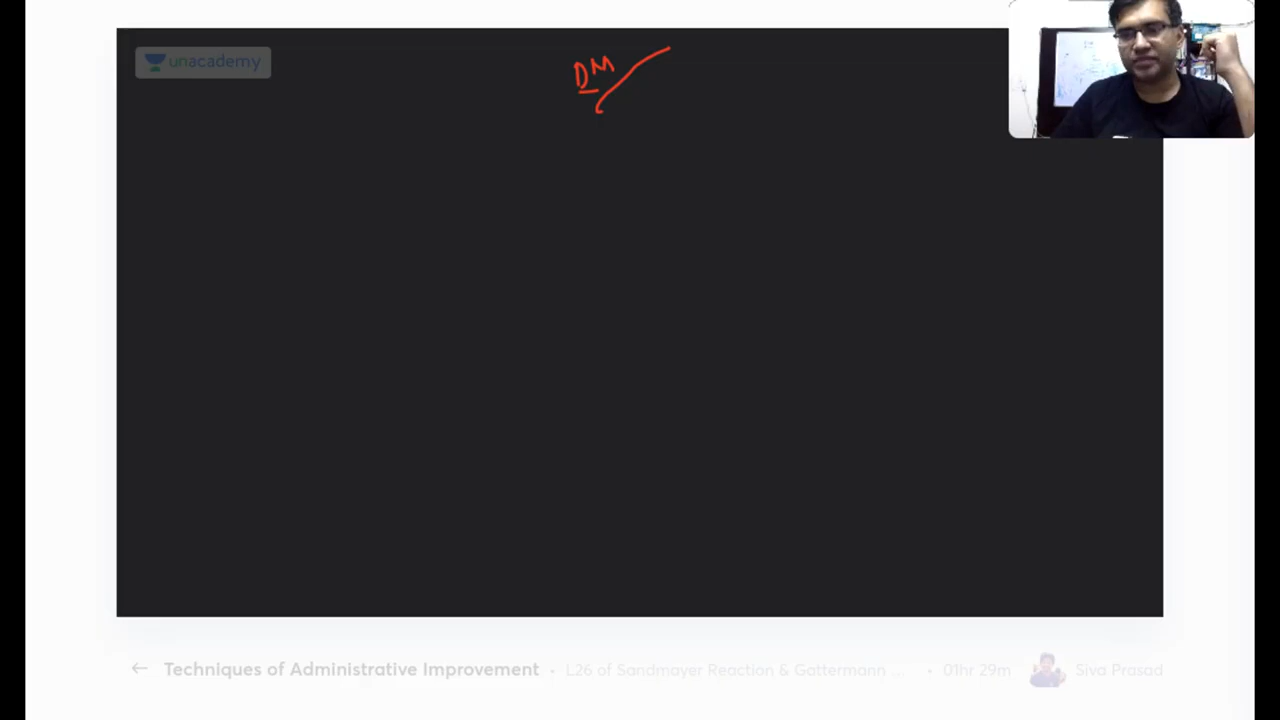 unacademy
DM
Techniques of Administrative Improvement • L26 of Sandmayer Reaction & Gattermann ... • 01hr 29m Siva Prasad